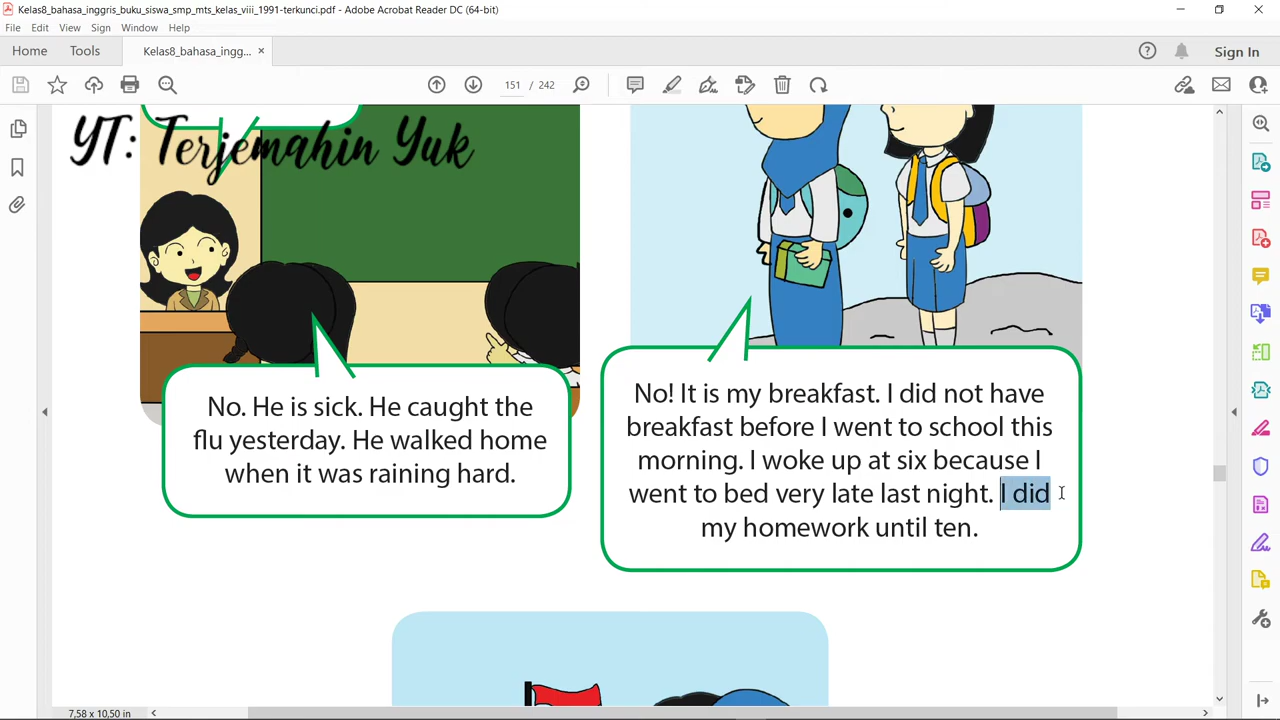 Kelas8_bahasa_inggris_buku_siswa_smp_mts_kelas_viii_1991-terkunci.pdf - Adobe Acrobat Reader DC (64-bit)
File Edit View Sign Window Help
Home Tools Kelas8_bahasa_ingg... × Sign In
151 / 242
YT: Terjemahin Yuk
No. He is sick. He caught the
flu yesterday. He walked home
when it was raining hard.
No! It is my breakfast. I did not have
breakfast before I went to school this
morning. I woke up at six because I
went to bed very late last night. I did
my homework until ten.
7,58 x 10,50 in